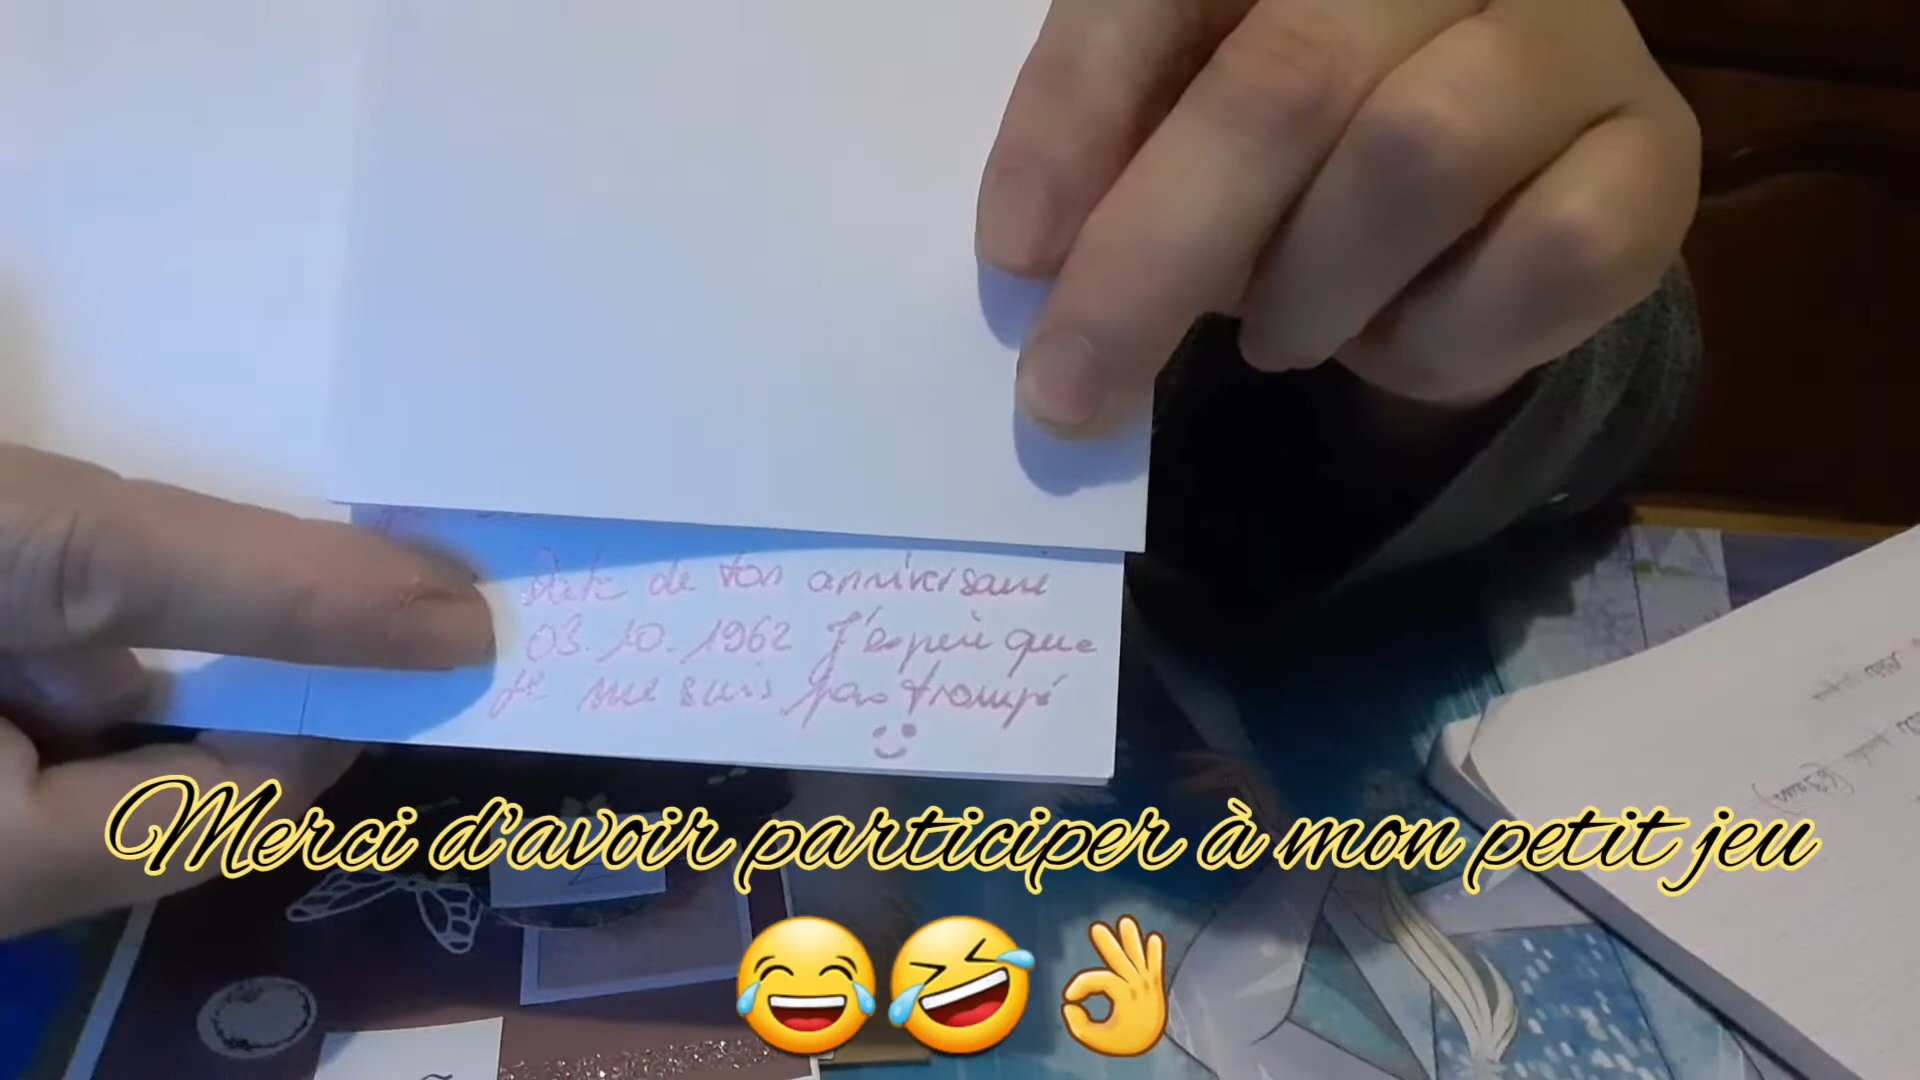 Date de ton anniversaire
03.10.1962 J'espère que
je me suis pas trompé
Merci d'avoir participer à mon petit jeu